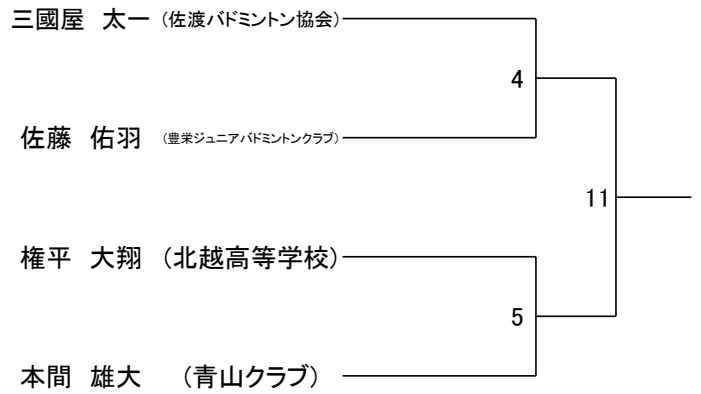 三國屋 太一 (佐渡バドミントン協会)
4
佐藤 佑羽 (豊栄ジュニアバドミントンクラブ)
11
権平 大翔 (北越高等学校)
5
本間 雄大 (青山クラブ)